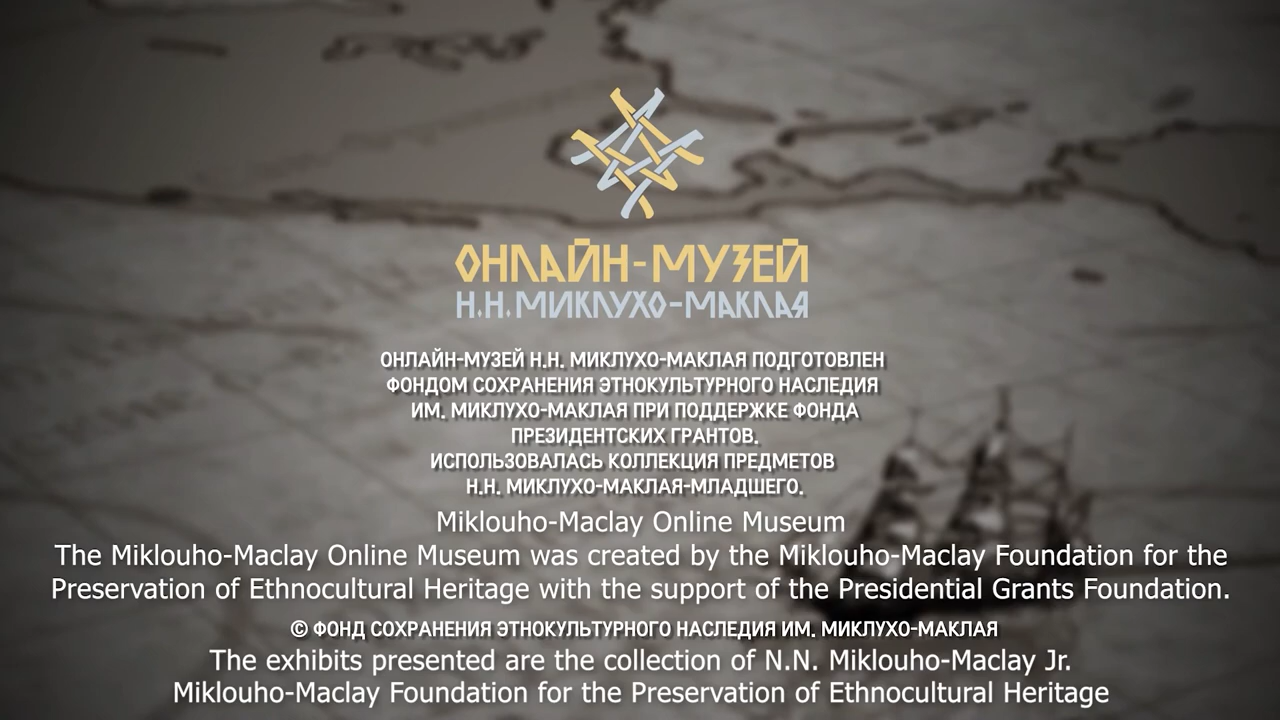 ОНЛАЙН-МУЗЕЙ
Н.Н. МИКЛУХО-МАКЛАЯ
ОНЛАЙН-МУЗЕЙ Н.Н. МИКЛУХО-МАКЛАЯ ПОДГОТОВЛЕН
ФОНДОМ СОХРАНЕНИЯ ЭТНОКУЛЬТУРНОГО НАСЛЕДИЯ
ИМ. МИКЛУХО-МАКЛАЯ ПРИ ПОДДЕРЖКЕ ФОНДА
ПРЕЗИДЕНТСКИХ ГРАНТОВ.
ИСПОЛЬЗОВАЛАСЬ КОЛЛЕКЦИЯ ПРЕДМЕТОВ
Н.Н. МИКЛУХО-МАКЛАЯ-МЛАДШЕГО.
Miklouho-Maclay Online Museum
The Miklouho-Maclay Online Museum was created by the Miklouho-Maclay Foundation for the
Preservation of Ethnocultural Heritage with the support of the Presidential Grants Foundation.
© ФОНД СОХРАНЕНИЯ ЭТНОКУЛЬТУРНОГО НАСЛЕДИЯ ИМ. МИКЛУХО-МАКЛАЯ
The exhibits presented are the collection of N.N. Miklouho-Maclay Jr.
Miklouho-Maclay Foundation for the Preservation of Ethnocultural Heritage